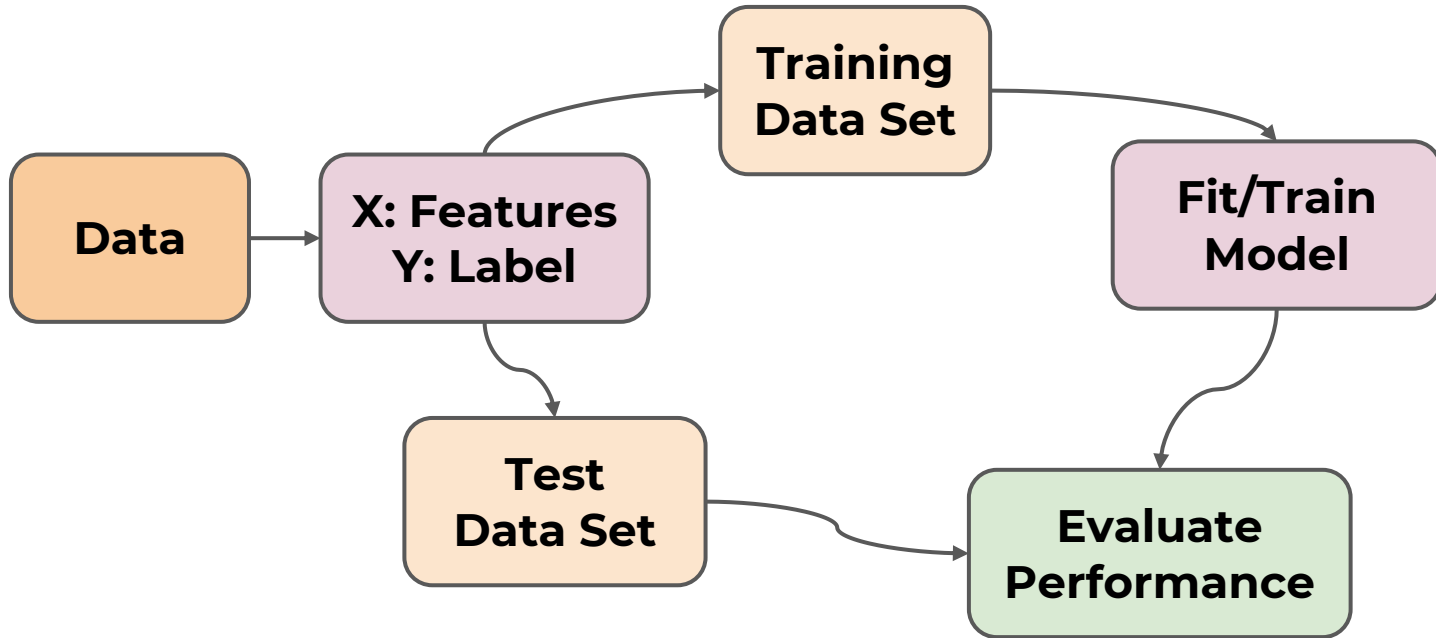 Data
X: Features
Y: Label
Training
Data Set
Fit/Train
Model
Test
Data Set
Evaluate
Performance